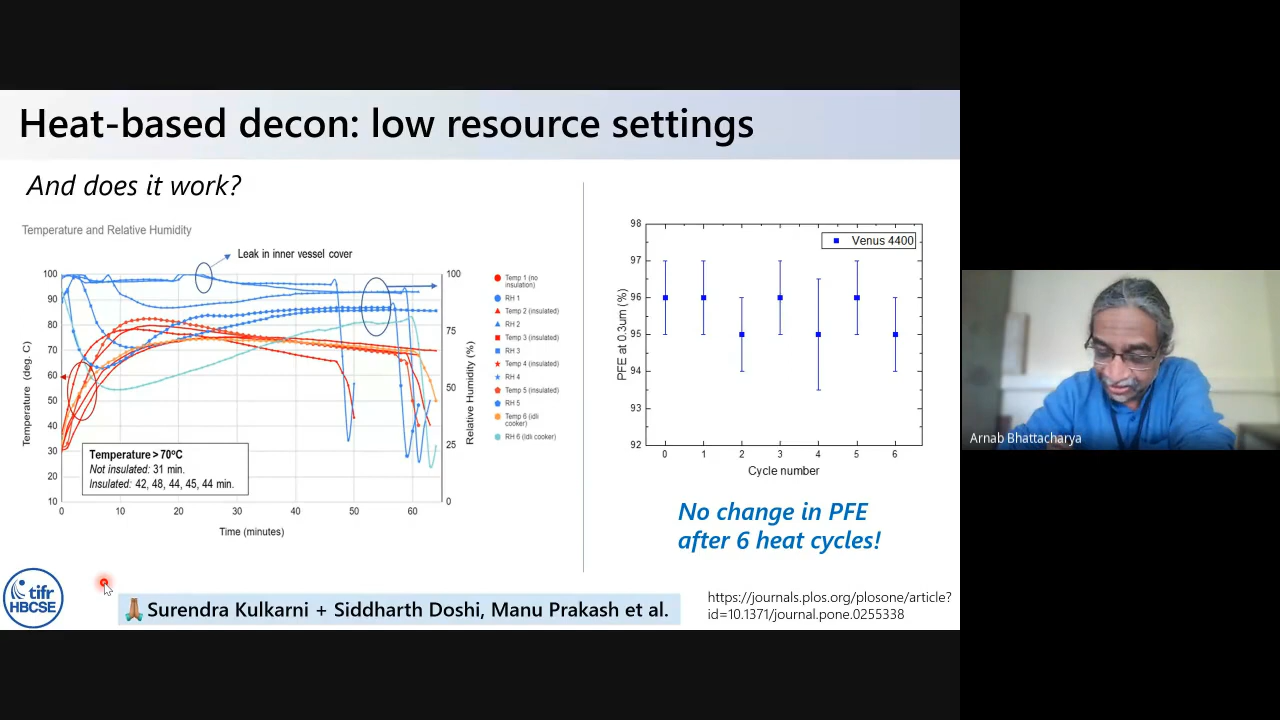 Heat-based decon: low resource settings
And does it work?
Temperature and Relative Humidity
Leak in inner vessel cover
100
90
80
70
60
50
40
30
20
10
Temperature (deg. C)
0
10
20
30
40
50
60
Time (minutes)
100
75
50
25
0
Relative Humidity (%)
Temp 1 (no
insulation)
RH 1
Temp 2 (insulated)
RH 2
Temp 3 (insulated)
RH 3
Temp 4 (insulated)
RH 4
Temp 5 (insulated)
RH 5
Temp 6 (idli
cooker)
RH 6 (idli cooker)
Temperature > 70ºC
Not insulated: 31 min.
Insulated: 42, 48, 44, 45, 44 min.
98
97
96
95
94
93
92
PFE at 0.3um (%)
Venus 4400
0
1
2
3
4
5
6
Cycle number
No change in PFE
after 6 heat cycles!
tifr
HBCSE
Surendra Kulkarni + Siddharth Doshi, Manu Prakash et al.
https://journals.plos.org/plosone/article?
id=10.1371/journal.pone.0255338
Arnab Bhattacharya